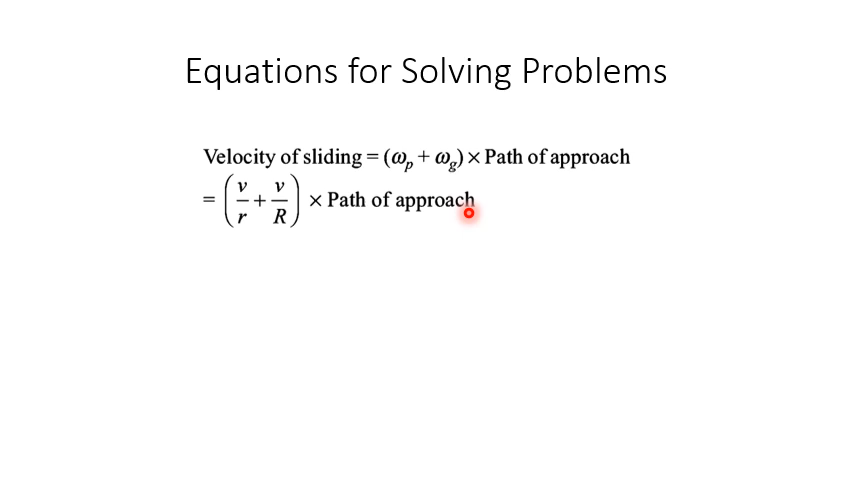 Equations for Solving Problems
Velocity of sliding = (ωp + ωg) × Path of approach
= (v/r + v/R) × Path of approach